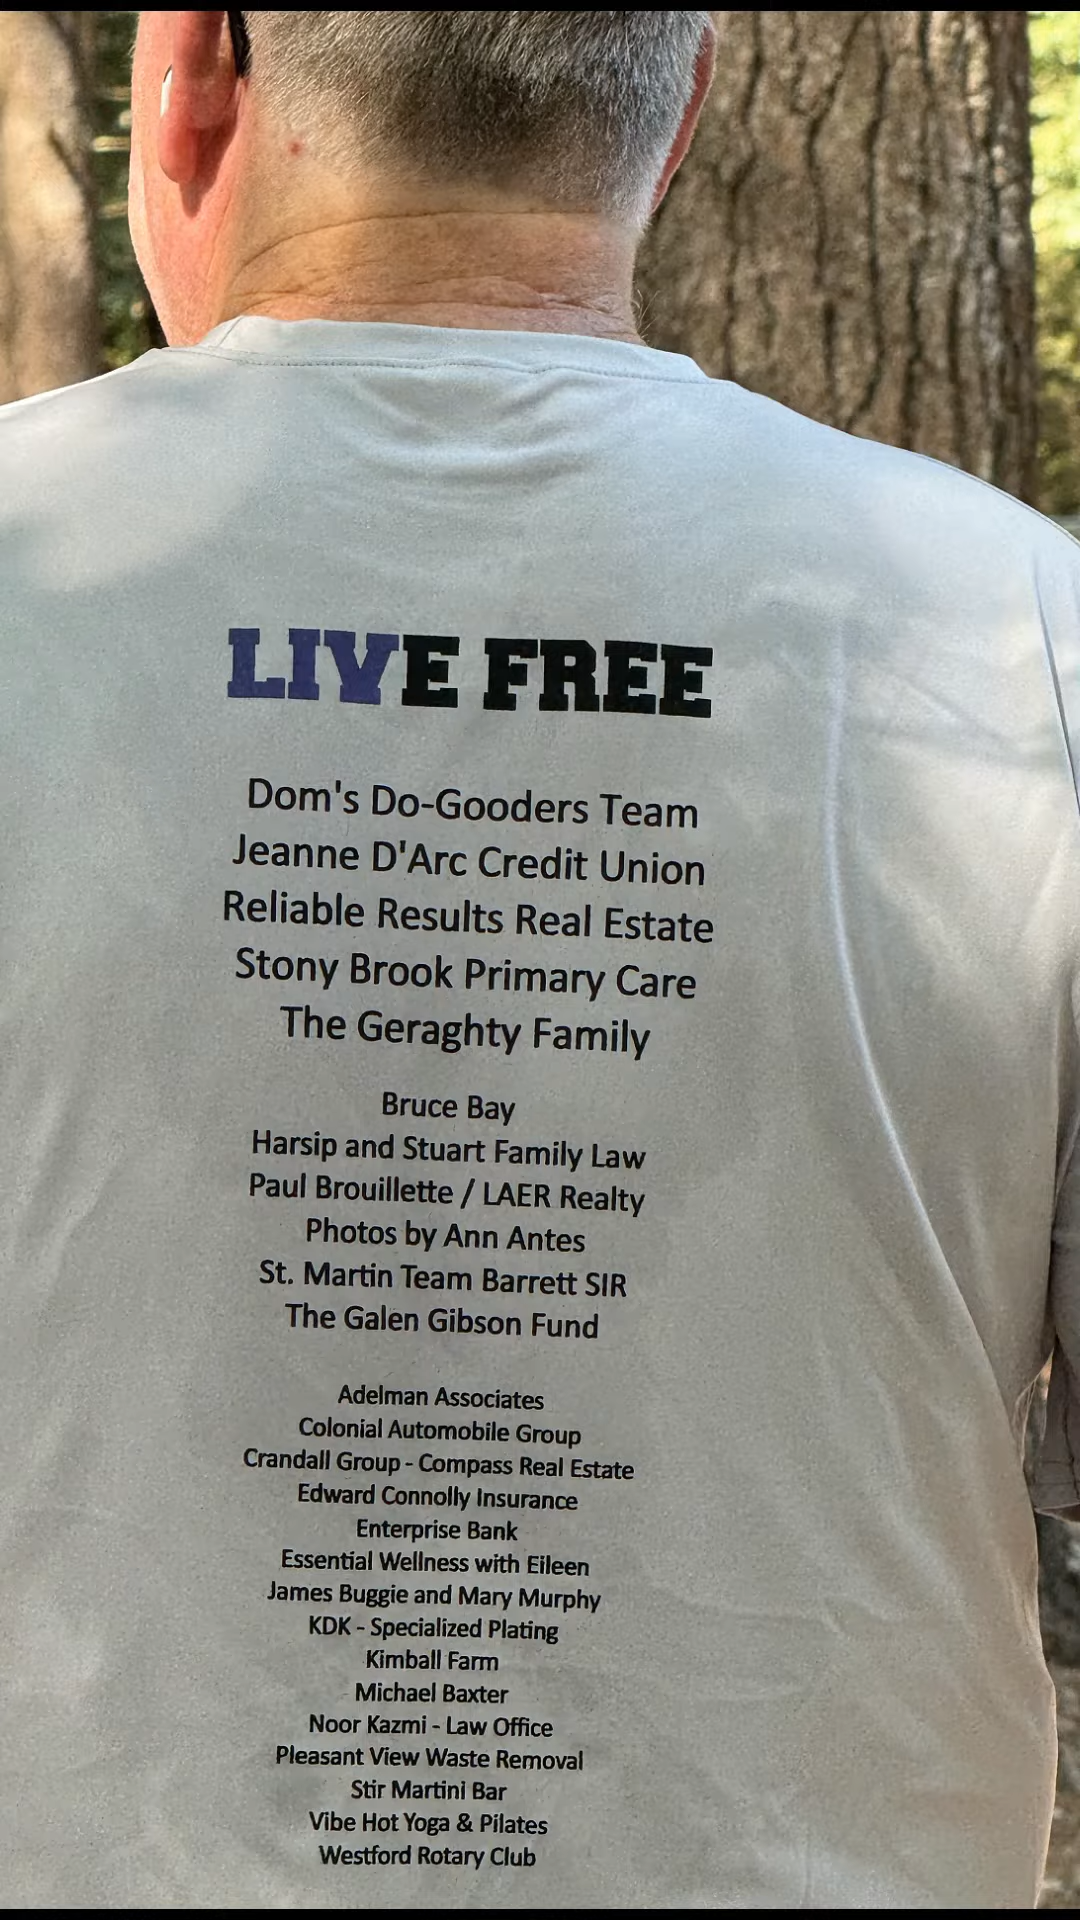 LIVE FREE
Dom's Do-Gooders Team
Jeanne D'Arc Credit Union
Reliable Results Real Estate
Stony Brook Primary Care
The Geraghty Family
Bruce Bay
Harsip and Stuart Family Law
Paul Brouillette / LAER Realty
Photos by Ann Antes
St. Martin Team Barrett SIR
The Galen Gibson Fund
Adelman Associates
Colonial Automobile Group
Crandall Group - Compass Real Estate
Edward Connolly Insurance
Enterprise Bank
Essential Wellness with Eileen
James Buggie and Mary Murphy
KDK - Specialized Plating
Kimball Farm
Michael Baxter
Noor Kazmi - Law Office
Pleasant View Waste Removal
Stir Martini Bar
Vibe Hot Yoga & Pilates
Westford Rotary Club